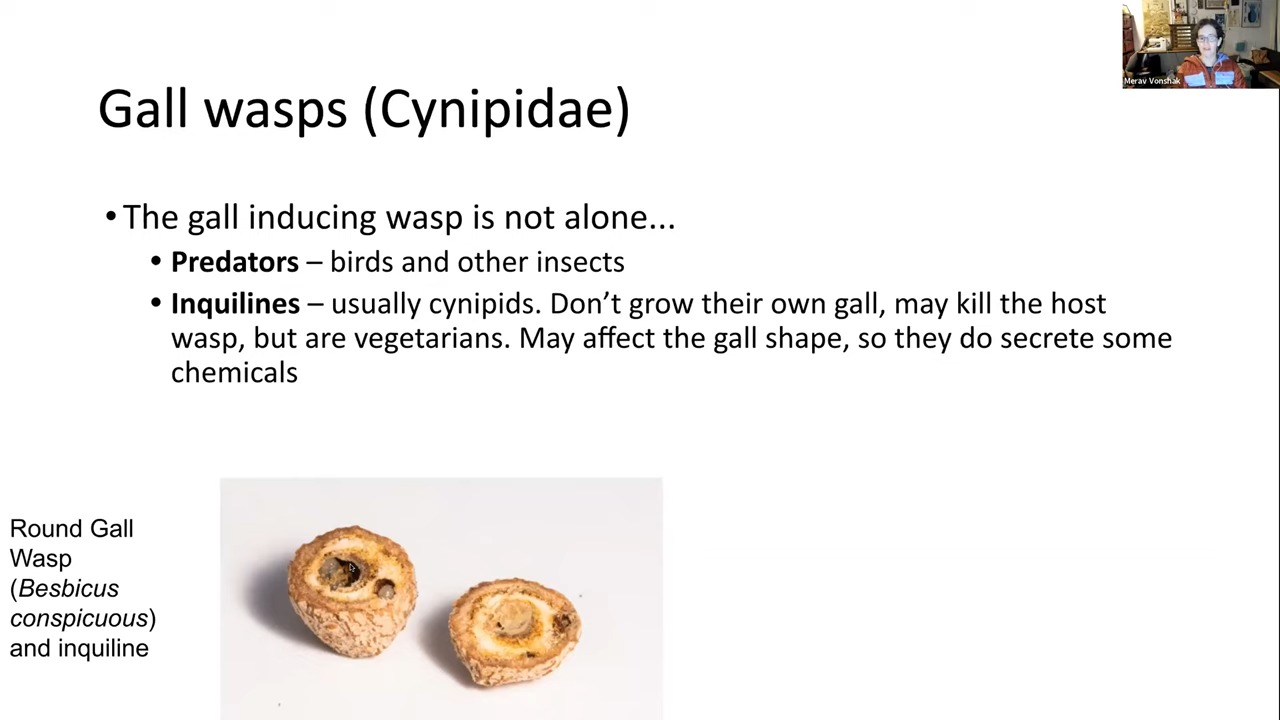 Merav Vonshak
Gall wasps (Cynipidae)
• The gall inducing wasp is not alone...
• Predators – birds and other insects
• Inquilines – usually cynipids. Don’t grow their own gall, may kill the host
wasp, but are vegetarians. May affect the gall shape, so they do secrete some
chemicals
Round Gall
Wasp
(Besbicus
conspicuous)
and inquiline